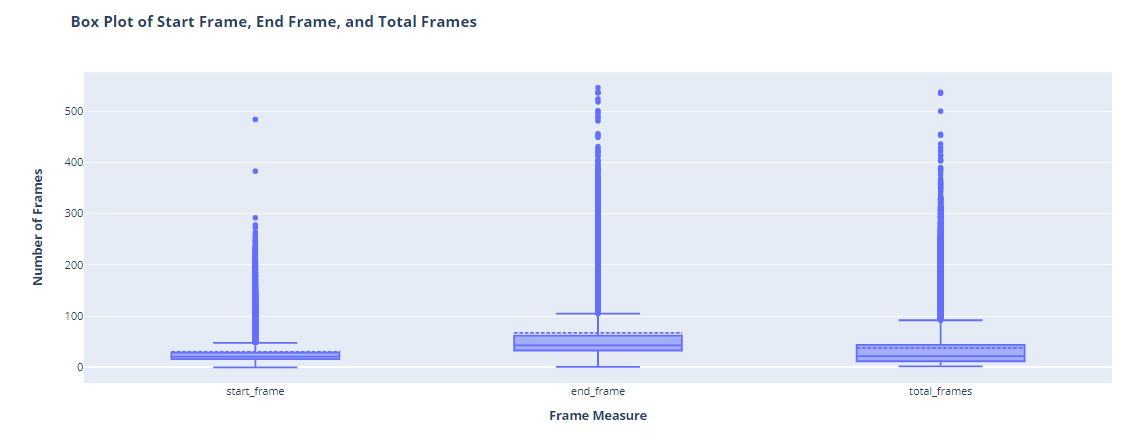 Box Plot of Start Frame, End Frame, and Total Frames
Number of Frames
500
400
300
200
100
0
start_frame
end_frame
total_frames
Frame Measure